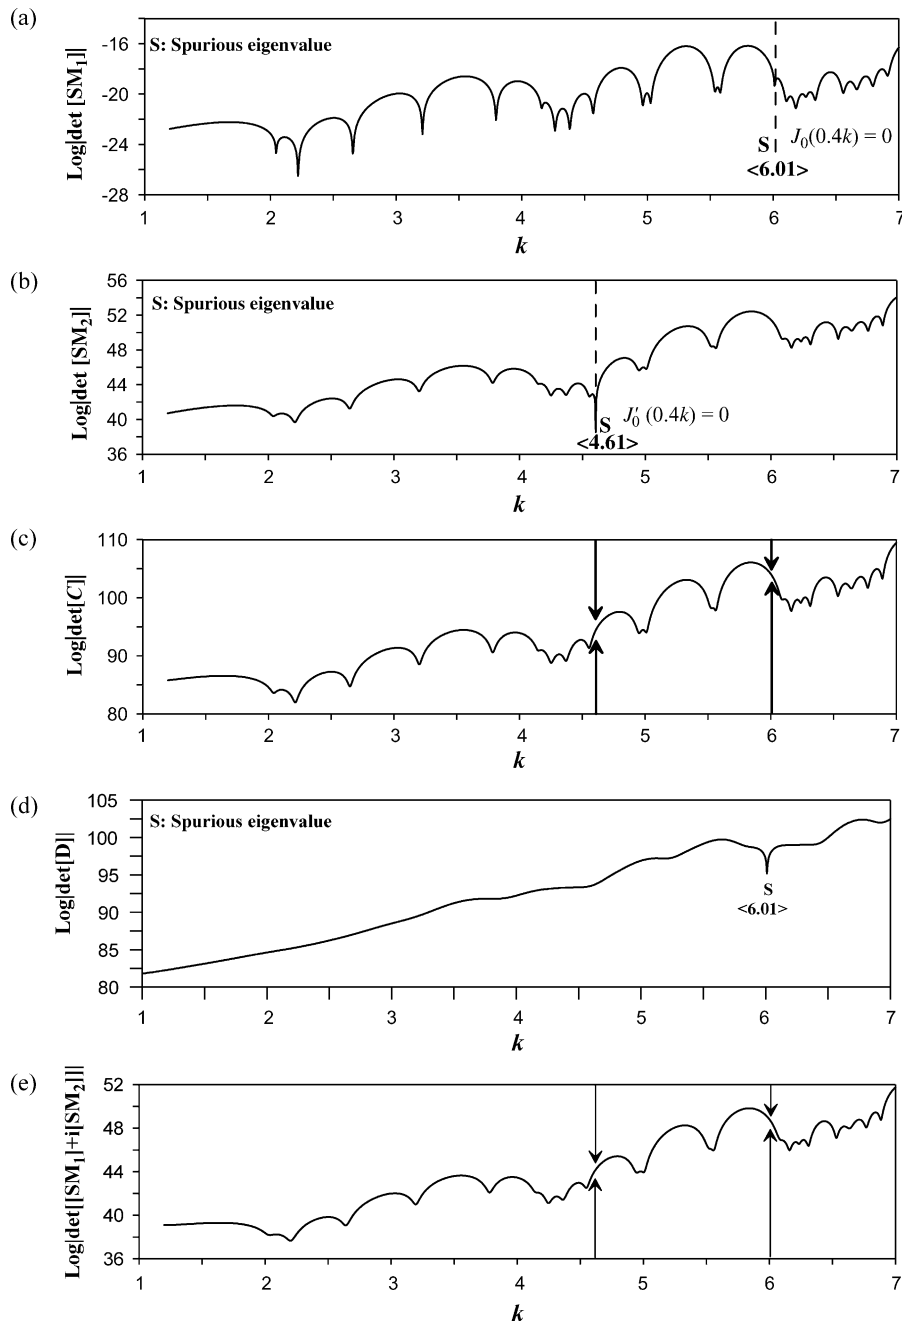 (a)
Log|det [SM₁]|
S: Spurious eigenvalue
-16
-20
-24
-28
S
J₀(0.4k) = 0
<6.01>
1 2 3 4 5 6 7
k
(b)
Log|det [SM₂]|
S: Spurious eigenvalue
56
52
48
44
40
36
S
J₀′ (0.4k) = 0
<4.61>
1 2 3 4 5 6 7
k
(c)
Log|det[C]|
110
100
90
80
1 2 3 4 5 6 7
k
(d)
Log|det[D]|
S: Spurious eigenvalue
105
100
95
90
85
80
S
<6.01>
1 2 3 4 5 6 7
k
(e)
Log|det[[SM₁]+i[SM₂]]|
52
48
44
40
36
1 2 3 4 5 6 7
k